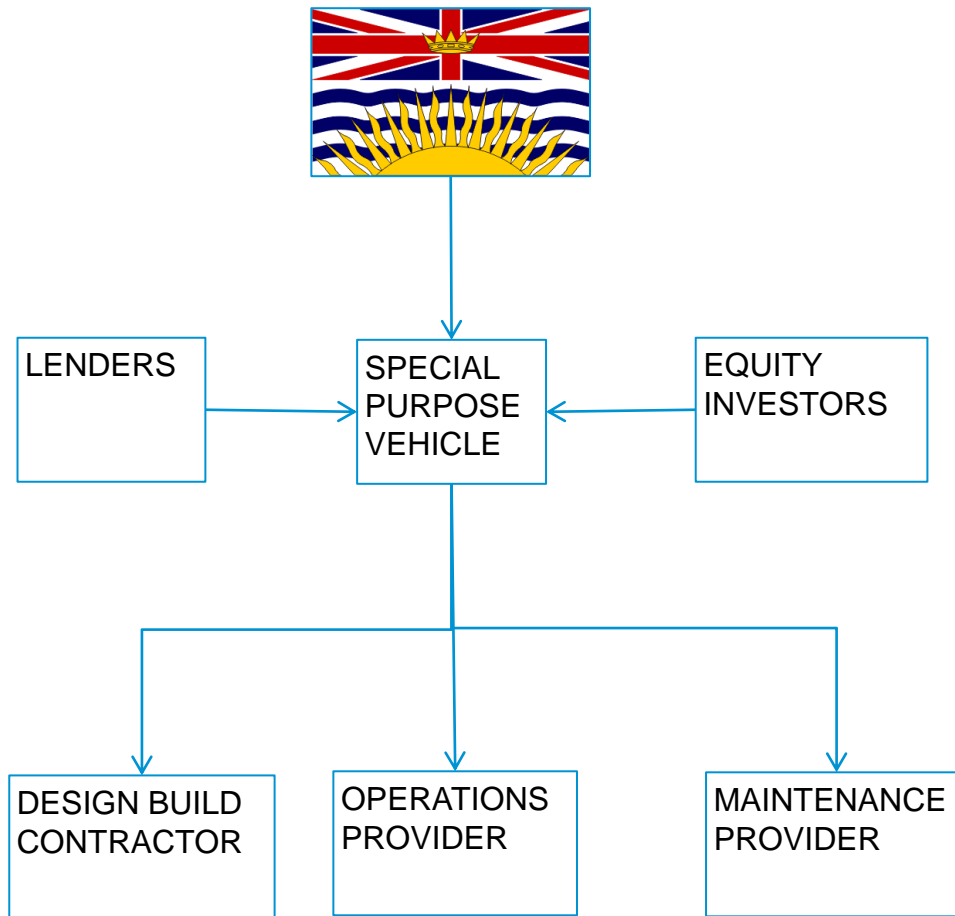 LENDERS
SPECIAL
PURPOSE
VEHICLE
EQUITY
INVESTORS
DESIGN BUILD
CONTRACTOR
OPERATIONS
PROVIDER
MAINTENANCE
PROVIDER